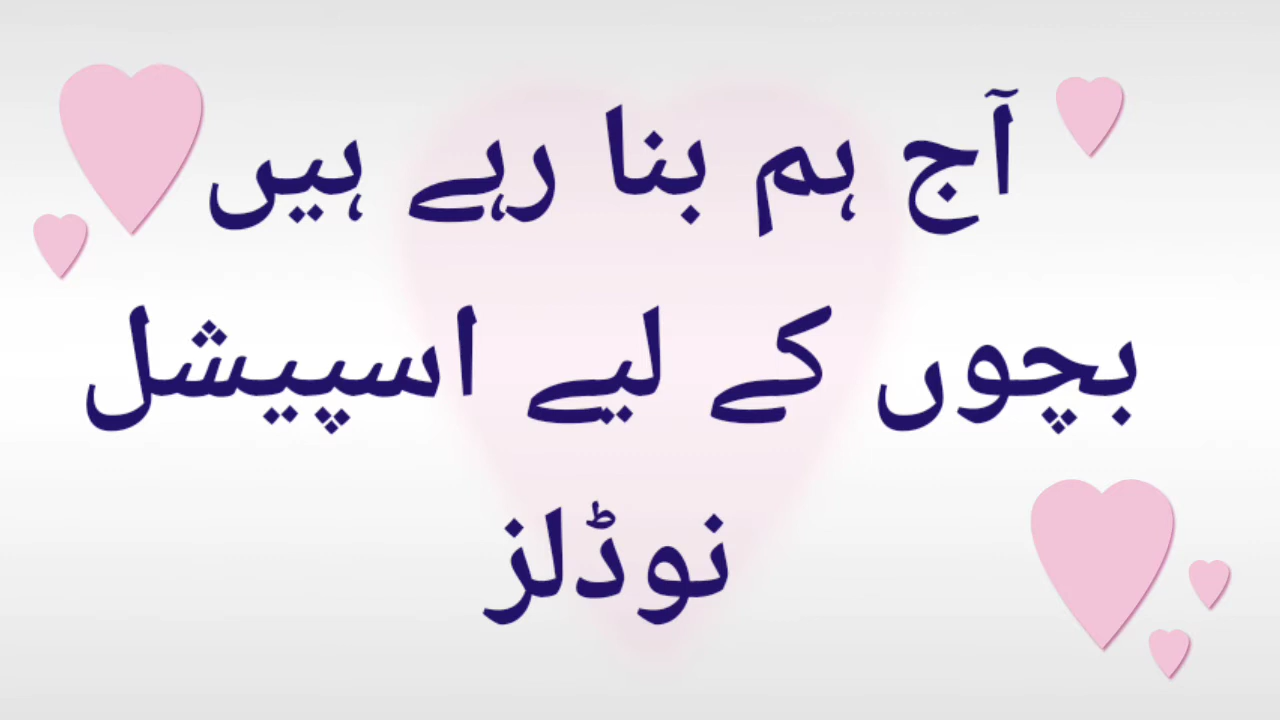 آج ہم بنا رہے ہیں
بچوں کے لیے اسپیشل
نوڈلز